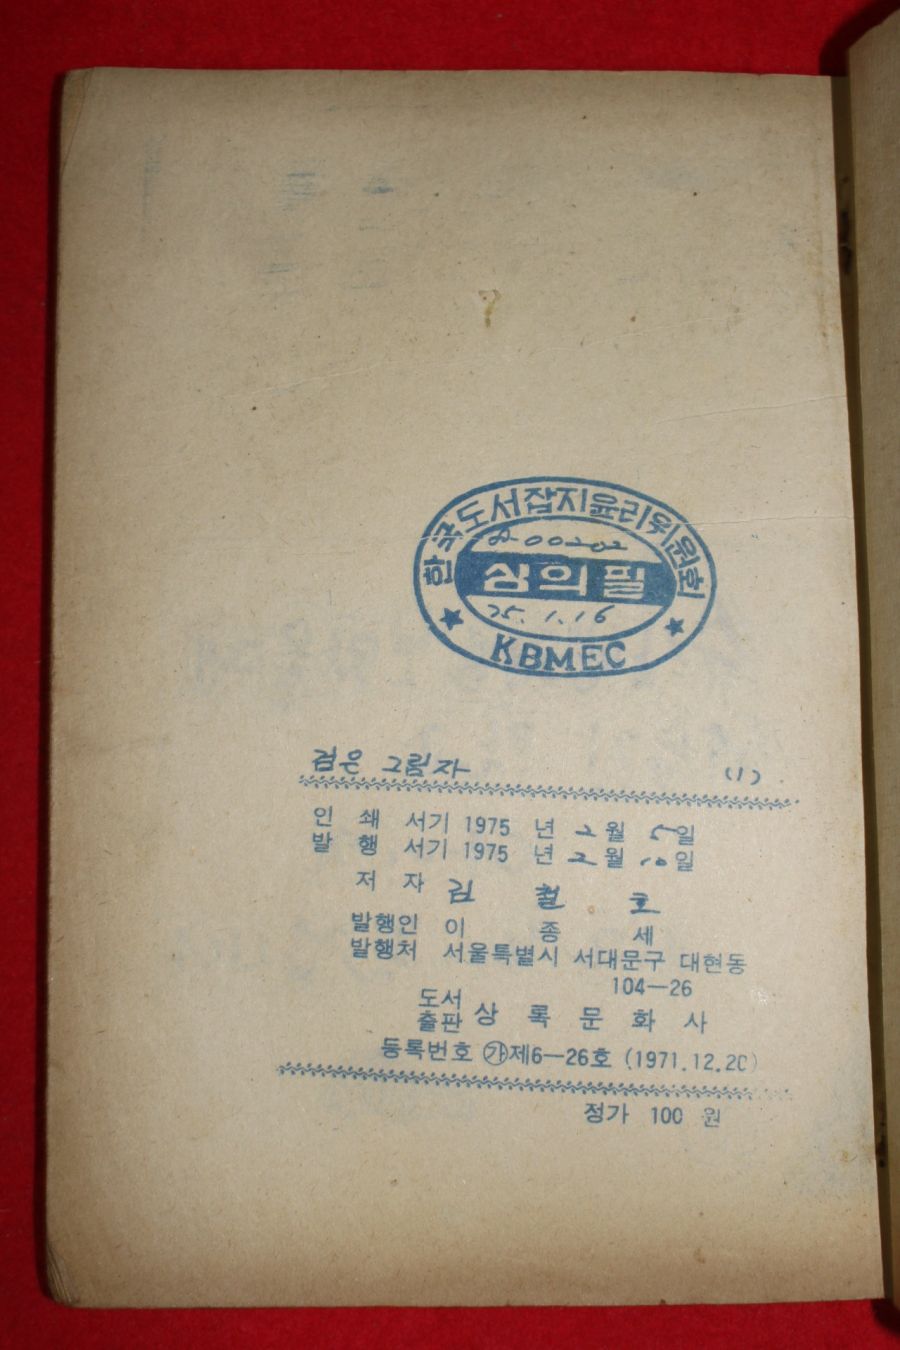 한국도서잡지윤리위원회
00202
심의필
75.1.16
KBMEC
검은 그림자 (1)
인 쇄 서기 1975 년 2월 5일
발 행 서기 1975 년 2월 10일
저 자 김 철 호
발행인 이 종 세
발행처 서울특별시 서대문구 대현동
104—26
도서출판 상 록 문 화 사
등록번호 ㉮제6—26호 (1971.12.20)
정가 100 원